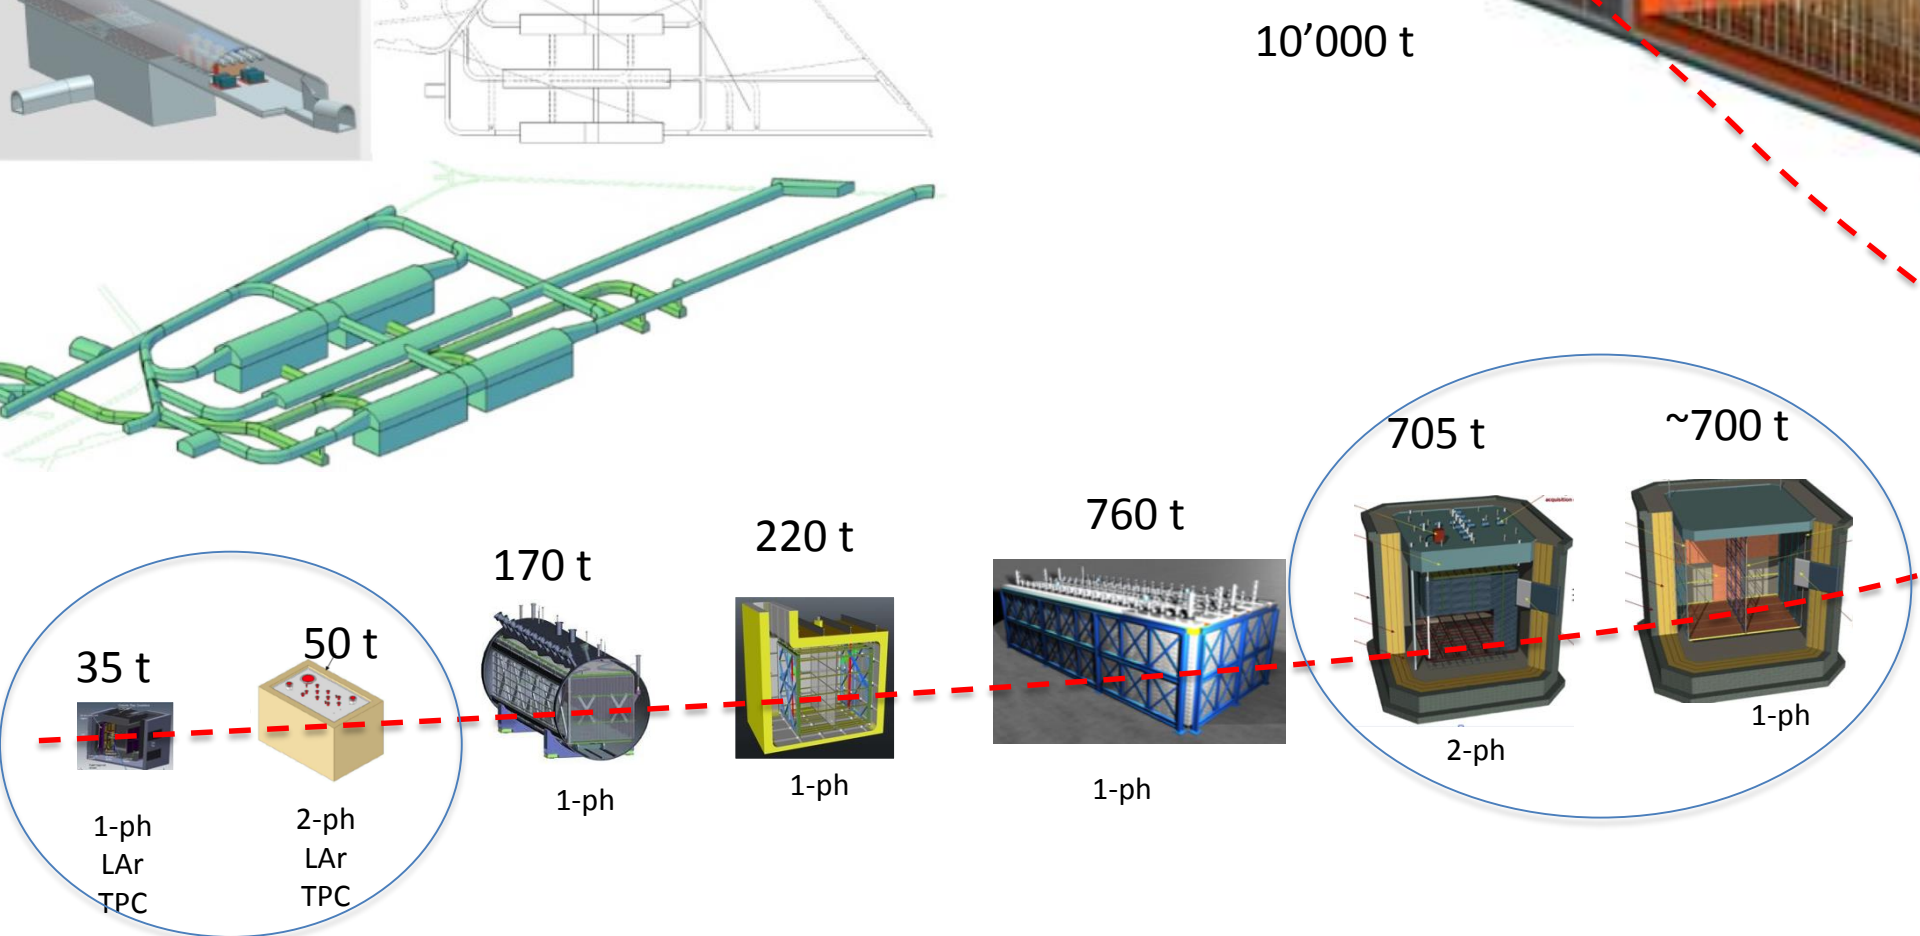 10’000 t
705 t
~700 t
760 t
220 t
170 t
50 t
35 t
1-ph
2-ph
1-ph
1-ph
1-ph
1-ph
LAr
TPC
2-ph
LAr
TPC